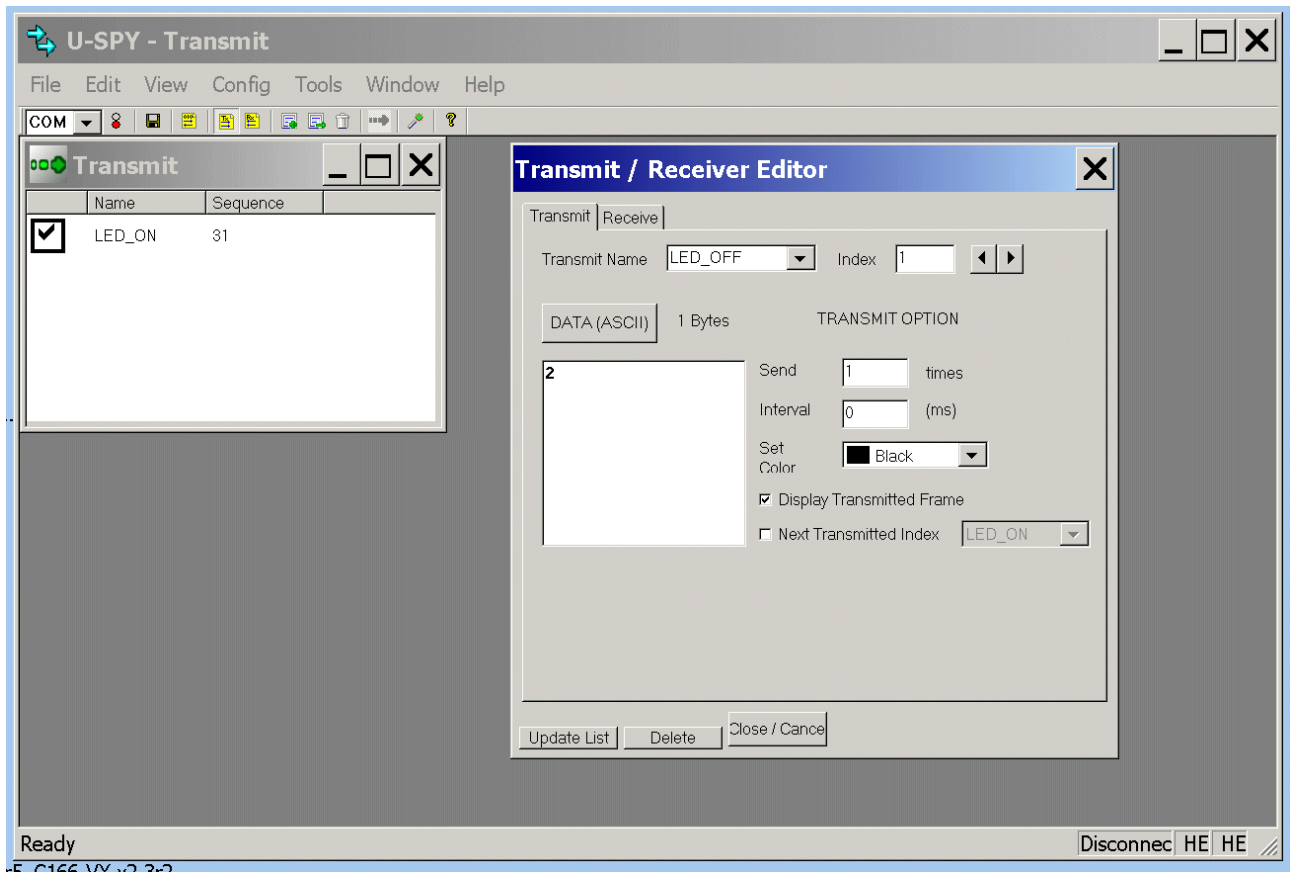 U-SPY - Transmit
File Edit View Config Tools Window Help
COM
Transmit
Name Sequence
LED_ON 31
Transmit / Receiver Editor
Transmit Receive
Transmit Name LED_OFF Index 1
DATA (ASCII) 1 Bytes TRANSMIT OPTION
2
Send 1 times
Interval 0 (ms)
Set
Color Black
Display Transmitted Frame
Next Transmitted Index LED_ON
Update List Delete Close / Cance
Ready Disconnec HE HE